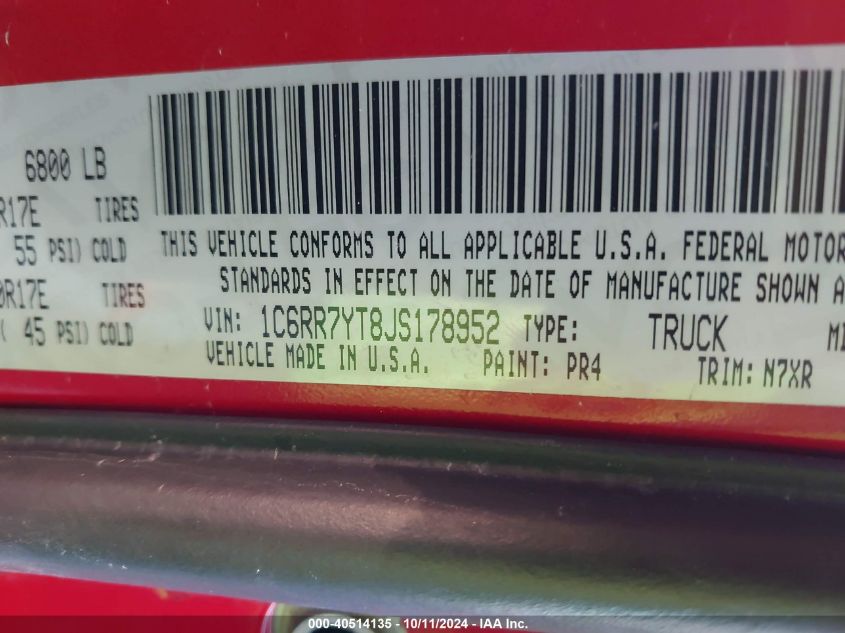 6800 LB
R17E TIRES
55 PSI) COLD
0R17E TIRES
( 45 PSI) COLD
THIS VEHICLE CONFORMS TO ALL APPLICABLE U.S.A. FEDERAL MOTOR
STANDARDS IN EFFECT ON THE DATE OF MANUFACTURE SHOWN A
VIN: 1C6RR7YT8JS178952 TYPE: TRUCK
VEHICLE MADE IN U.S.A. PAINT: PR4 TRIM: N7XR
000-40514135 - 10/11/2024 - IAA Inc.